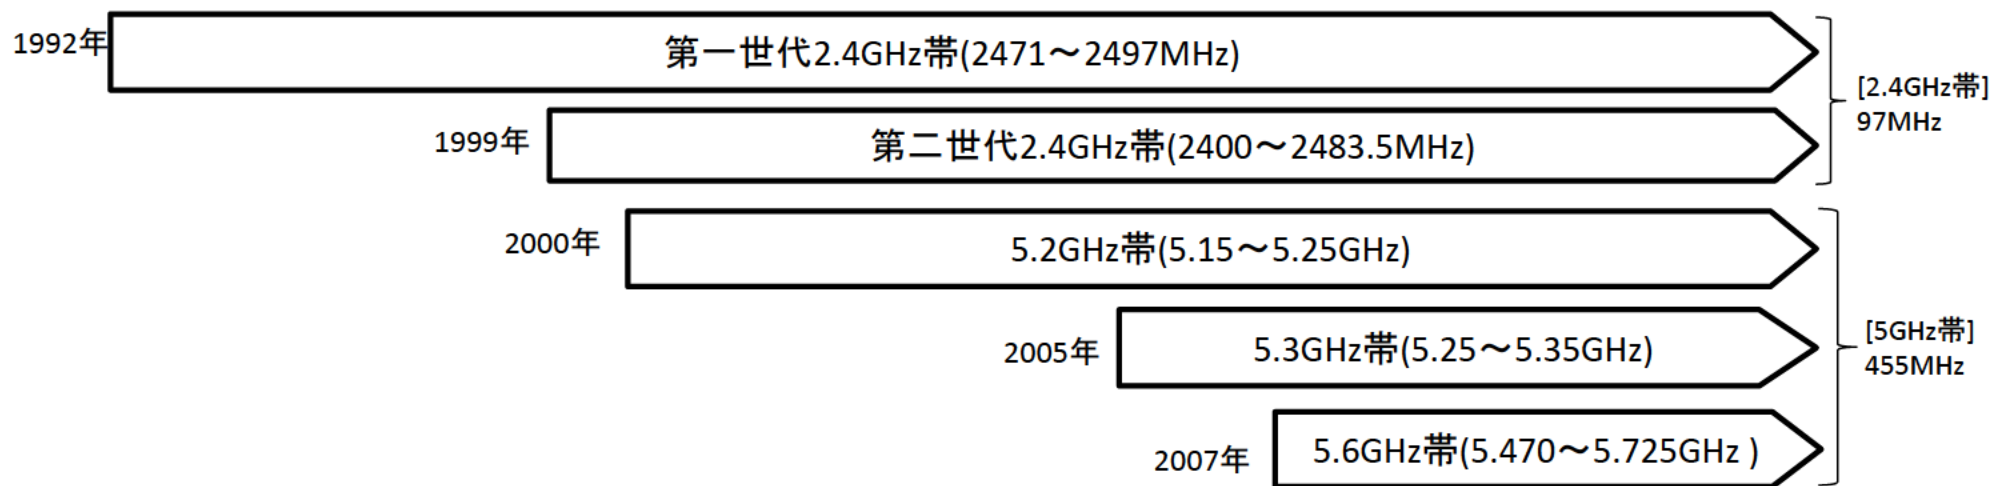 1992年
第一世代2.4GHz帯(2471～2497MHz)
[2.4GHz帯]
97MHz
1999年
第二世代2.4GHz帯(2400～2483.5MHz)
2000年
5.2GHz帯(5.15～5.25GHz)
2005年
5.3GHz帯(5.25～5.35GHz)
[5GHz帯]
455MHz
2007年
5.6GHz帯(5.470～5.725GHz )